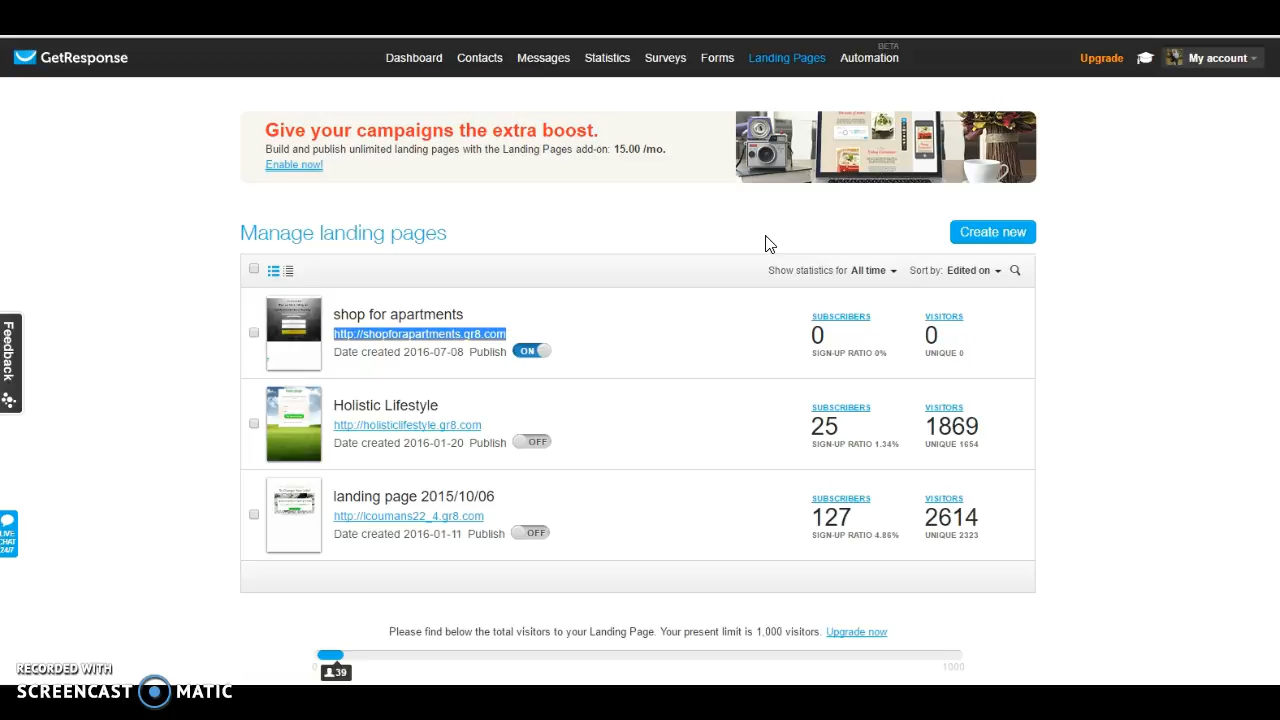 GetResponse
Dashboard Contacts Messages Statistics Surveys Forms Landing Pages Automation
BETA
Upgrade My account
Give your campaigns the extra boost.
Build and publish unlimited landing pages with the Landing Pages add-on: 15.00 /mo.
Enable now!
Manage landing pages
Create new
Show statistics for All time Sort by: Edited on
shop for apartments
http://shopforapartments.gr8.com
Date created 2016-07-08 Publish ON
SUBSCRIBERS VISITORS
0 0
SIGN-UP RATIO 0% UNIQUE 0
Holistic Lifestyle
http://holisticlifestyle.gr8.com
Date created 2016-01-20 Publish OFF
SUBSCRIBERS VISITORS
25 1869
SIGN-UP RATIO 1.34% UNIQUE 1654
landing page 2015/10/06
http://lcoumans22_4.gr8.com
Date created 2016-01-11 Publish OFF
SUBSCRIBERS VISITORS
127 2614
SIGN-UP RATIO 4.86% UNIQUE 2323
Feedback
LIVE
CHAT
24/7
Please find below the total visitors to your Landing Page. Your present limit is 1,000 visitors. Upgrade now
0 1000
39
RECORDED WITH
SCREENCAST MATIC